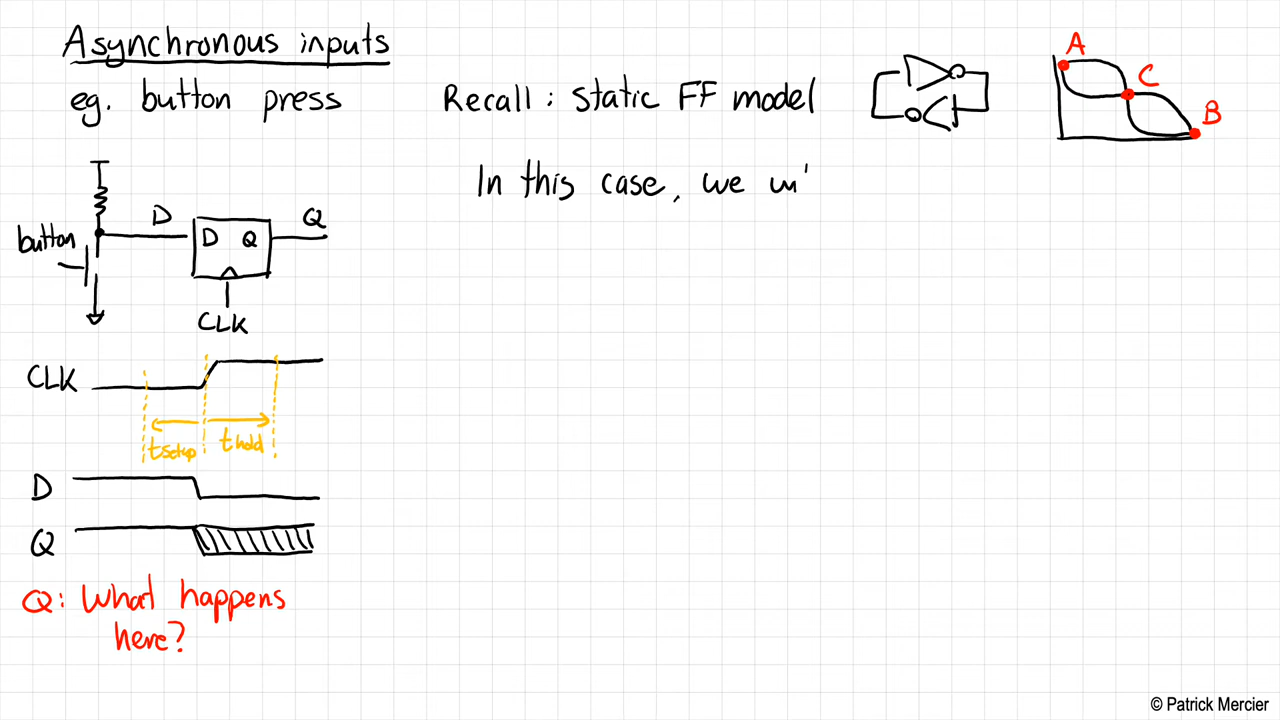 Asynchronous inputs
eg. button press
Recall : static FF model
A
C
B
In this case, we
button
D
Q
D Q
CLK
CLK
tsetup
thold
D
Q
Q: What happens
here?
© Patrick Mercier